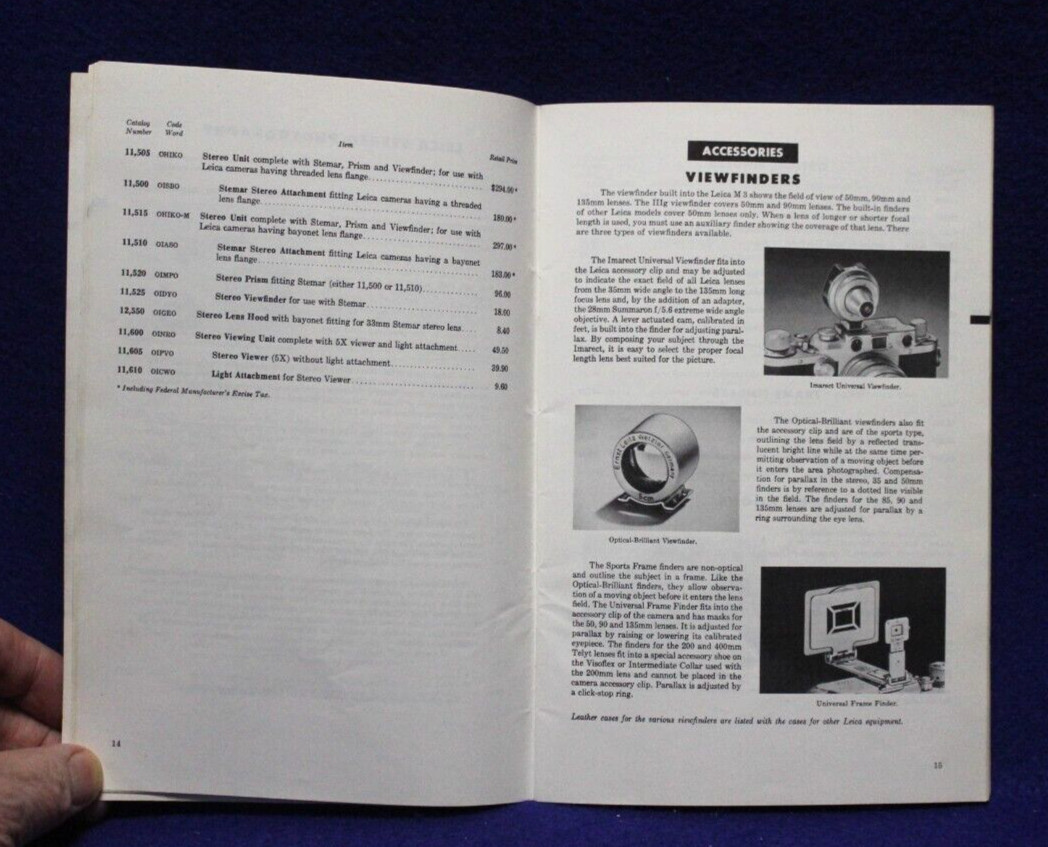 Catalog Number
Code Word
Item
Retail Price
11,505 OHIKO Stereo Unit complete with Stemar, Prism and Viewfinder; for use with
Leica cameras having threaded lens flange $294.00*
11,500 OISBO Stemar Stereo Attachment fitting Leica cameras having a threaded
lens flange 180.00*
11,515 OHIKO-M Stereo Unit complete with Stemar, Prism and Viewfinder; for use with
Leica cameras having bayonet lens flange 297.00*
11,510 OIASO Stemar Stereo Attachment fitting Leica cameras having a bayonet
lens flange 183.00*
11,520 OIMPO Stereo Prism fitting Stemar (either 11,500 or 11,510) 96.00
11,525 OIDYO Stereo Viewfinder for use with Stemar 18.00
12,550 OIGEO Stereo Lens Hood with bayonet fitting for 33mm Stemar stereo lens 8.40
11,600 OINEO Stereo Viewing Unit complete with 5X viewer and light attachment 49.50
11,605 OIPVO Stereo Viewer (5X) without light attachment 39.90
11,610 OICWO Light Attachment for Stereo Viewer 9.60
* Including Federal Manufacturer's Excise Tax.
14
ACCESSORIES
VIEWFINDERS
The viewfinder built into the Leica M 3 shows the field of view of 50mm, 90mm and
135mm lenses. The IIIg viewfinder covers 50mm and 90mm lenses. The built-in finders
of other Leica models cover 50mm lenses only. When a lens of longer or shorter focal
length is used, you must use an auxiliary finder showing the coverage of that lens. There
are three types of viewfinders available.
The Imarect Universal Viewfinder fits into
the Leica accessory clip and may be adjusted
to indicate the exact field of all Leica lenses
from the 35mm wide angle to the 135mm long
focus lens and, by the addition of an adapter,
the 28mm Summaron f/5.6 extreme wide angle
objective. A lever actuated cam, calibrated in
feet, is built into the finder for adjusting paral-
lax. By composing your subject through the
Imarect, it is easy to select the proper focal
length lens best suited for the picture.
Imarect Universal Viewfinder.
Ernst Leitz Wetzlar Germany
5cm
Optical-Brilliant Viewfinder.
The Optical-Brilliant viewfinders also fit
the accessory clip and are of the sports type,
outlining the lens field by a reflected trans-
lucent bright line while at the same time per-
mitting observation of a moving object before
it enters the area photographed. Compensa-
tion for parallax in the stereo, 35 and 50mm
finders is by reference to a dotted line visible
in the field. The finders for the 85, 90 and
135mm lenses are adjusted for parallax by a
ring surrounding the eye lens.
The Sports Frame finders are non-optical
and outline the subject in a frame. Like the
Optical-Brilliant finders, they allow observa-
tion of a moving object before it enters the lens
field. The Universal Frame Finder fits into the
accessory clip of the camera and has masks for
the 50, 90 and 135mm lenses. It is adjusted for
parallax by raising or lowering its calibrated
eyepiece. The finders for the 200 and 400mm
Telyt lenses fit into a special accessory shoe on
the Visoflex or Intermediate Collar used with
the 200mm lens and cannot be placed in the
camera accessory clip. Parallax is adjusted by
a click-stop ring.
Universal Frame Finder.
Leather cases for the various viewfinders are listed with the cases for other Leica equipment.
15